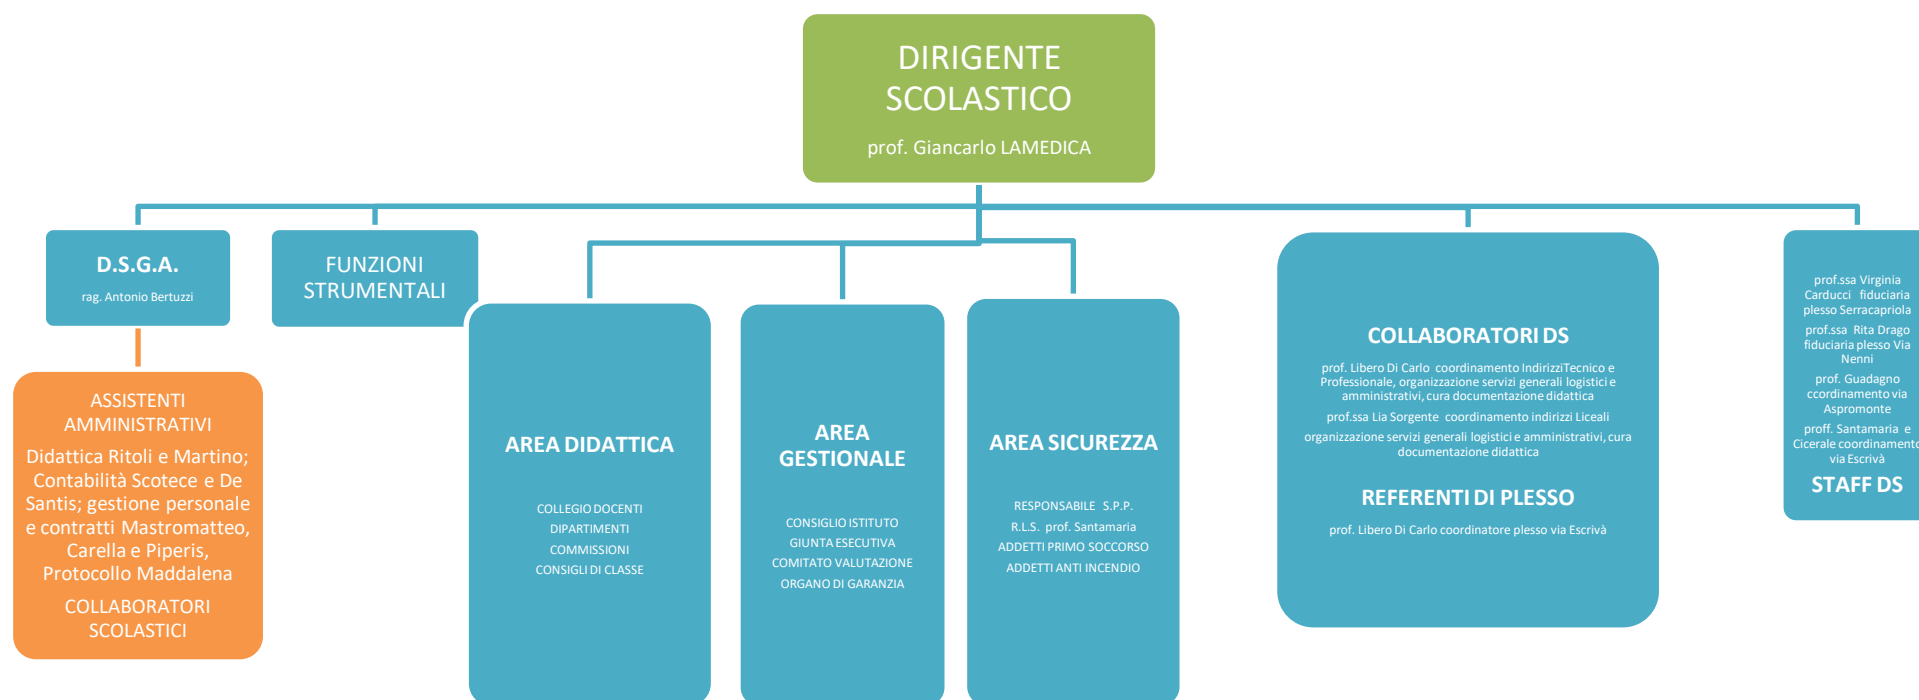 DIRIGENTE
SCOLASTICO
prof. Giancarlo LAMEDICA
D.S.G.A.
rag. Antonio Bertuzzi
FUNZIONI
STRUMENTALI
ASSISTENTI
AMMINISTRATIVI
Didattica Ritoli e Martino;
Contabilità Scotece e De
Santis; gestione personale
e contratti Mastromatteo,
Carella e Piperis,
Protocollo Maddalena
COLLABORATORI
SCOLASTICI
AREA DIDATTICA
COLLEGIO DOCENTI
DIPARTIMENTI
COMMISSIONI
CONSIGLI DI CLASSE
AREA
GESTIONALE
CONSIGLIO ISTITUTO
GIUNTA ESECUTIVA
COMITATO VALUTAZIONE
ORGANO DI GARANZIA
AREA SICUREZZA
RESPONSABILE S.P.P.
R.L.S. prof. Santamaria
ADDETTI PRIMO SOCCORSO
ADDETTI ANTI INCENDIO
COLLABORATORI DS
prof. Libero Di Carlo coordinamento IndirizziTecnico e
Professionale, organizzazione servizi generali logistici e
amministrativi, cura documentazione didattica
prof.ssa Lia Sorgente coordinamento indirizzi Liceali
organizzazione servizi generali logistici e amministrativi, cura
documentazione didattica
REFERENTI DI PLESSO
prof. Libero Di Carlo coordinatore plesso via Escrivà
prof.ssa Virginia
Carducci fiduciaria
plesso Serracapriola
prof.ssa Rita Drago
fiduciaria plesso Via
Nenni
prof. Guadagno
ccordinamento via
Aspromonte
proff. Santamaria e
Cicerale coordinamento
via Escrivà
STAFF DS